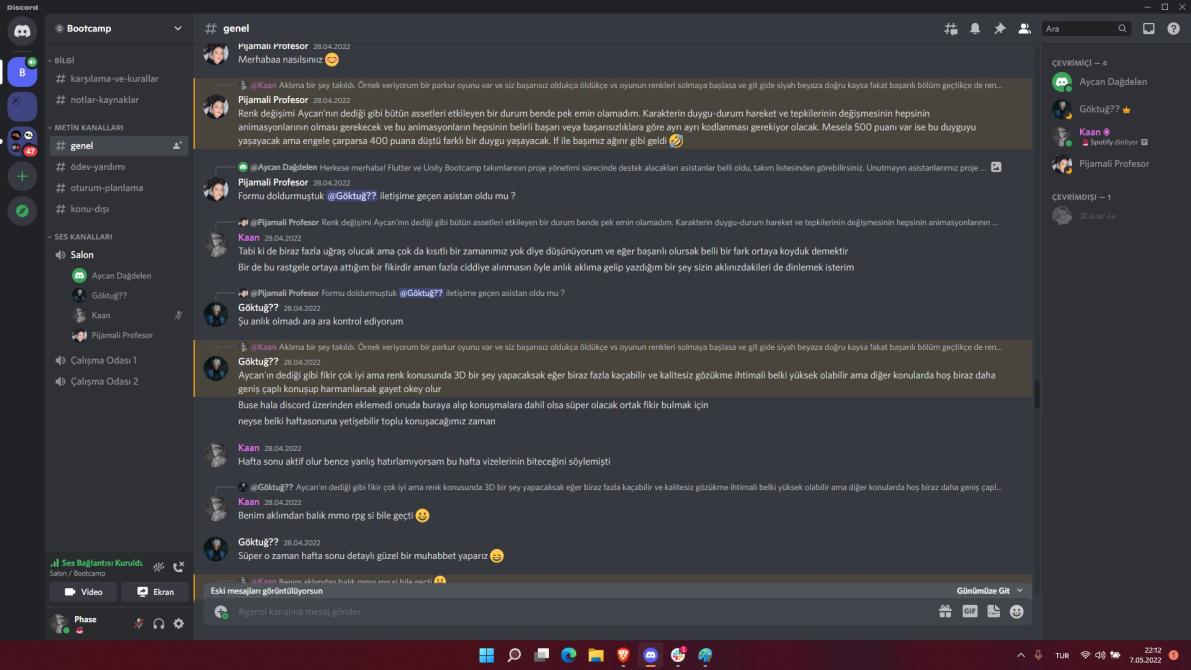 Discord
Bootcamp
BİLGİ
karşılama-ve-kurallar
notlar-kaynaklar
METİN KANALLARI
genel
ödev-yardımı
oturum-planlama
konu-dışı
SES KANALLARI
Salon
Aycan Dağdelen
Göktuğ??
Kaan
Pijamali Profesor
Çalışma Odası 1
Çalışma Odası 2
Ses Bağlantısı Kuruldu.
Salon / Bootcamp
Video
Ekran
Phase
B
47
genel
Ara
Pijamali Profesor 28.04.2022
Merhabaa nasılsınız 😊
@Kaan Aklıma bir şey takıldı. Örnek veriyorum bir parkur oyunu var ve siz başarısız oldukça öldükçe vs oyunun renkleri solmaya başlasa ve git gide siyah beyaza doğru kaysa fakat başarılı bölüm geçtikçe de ren...
Pijamali Profesor 28.04.2022
Renk değişimi Aycan'nın dediği gibi bütün assetleri etkileyen bir durum bende pek emin olamadım. Karakterin duygu-durum hareket ve tepkilerinin değişmesinin hepsinin
animasyonlarının olması gerekecek ve bu animasyonların hepsinin belirli başarı veya başarısızlıklara göre ayrı ayrı kodlanması gerekiyor olacak. Mesela 500 puanı var ise bu duyguyu
yaşayacak ama engele çarparsa 400 puana düştü farklı bir duygu yaşayacak. If ile başımız ağırır gibi geldi 🤣
@Aycan Dağdelen Herkese merhaba! Flutter ve Unity Bootcamp takımlarının proje yönetimi sürecinde destek alacakları asistanlar belli oldu, takım listesinden görebilirsiniz. Unutmayın asistanlarımız proje ...
Pijamali Profesor 28.04.2022
Formu doldurmuştuk @Göktuğ?? iletişime geçen asistan oldu mu ?
@Pijamali Profesor Renk değişimi Aycan'nın dediği gibi bütün assetleri etkileyen bir durum bende pek emin olamadım. Karakterin duygu-durum hareket ve tepkilerinin değişmesinin hepsinin animasyonlarının ...
Kaan 28.04.2022
Tabi ki de biraz fazla uğraş olucak ama çok da kısıtlı bir zamanımız yok diye düşünüyorum ve eğer başarılı olursak belli bir fark ortaya koyduk demektir
Bir de bu rastgele ortaya attığım bir fikirdir aman fazla ciddiye alınmasın öyle anlık aklıma gelip yazdığım bir şey sizin aklınızdakileri de dinlemek isterim
@Pijamali Profesor Formu doldurmuştuk @Göktuğ?? iletişime geçen asistan oldu mu ?
Göktuğ?? 28.04.2022
Şu anlık olmadı ara ara kontrol ediyorum
@Kaan Aklıma bir şey takıldı. Örnek veriyorum bir parkur oyunu var ve siz başarısız oldukça öldükçe vs oyunun renkleri solmaya başlasa ve git gide siyah beyaza doğru kaysa fakat başarılı bölüm geçtikçe de ren...
Göktuğ?? 28.04.2022
Aycan'ın dediği gibi fikir çok iyi ama renk konusunda 3D bir şey yapacaksak eğer biraz fazla kaçabilir ve kalitesiz gözükme ihtimali belki yüksek olabilir ama diğer konularda hoş biraz daha
geniş çaplı konuşup harmanlarsak gayet okey olur
Buse hala discord üzerinden eklemedi onuda buraya alıp konuşmalara dahil olsa süper olacak ortak fikir bulmak için
neyse belki haftasonuna yetişebilir toplu konuşacağımız zaman
Kaan 28.04.2022
Hafta sonu aktif olur bence yanlış hatırlamıyorsam bu hafta vizelerinin biteceğini söylemişti
@Göktuğ?? Aycan'ın dediği gibi fikir çok iyi ama renk konusunda 3D bir şey yapacaksak eğer biraz fazla kaçabilir ve kalitesiz gözükme ihtimali belki yüksek olabilir ama diğer konularda hoş biraz daha geniş çapl...
Kaan 28.04.2022
Benim aklımdan balık mmo rpg si bile geçti 😀
Göktuğ?? 28.04.2022
Süper o zaman hafta sonu detaylı güzel bir muhabbet yaparız 😄
@Kaan Benim aklımdan balık mmo rpg si bile geçti 😀
Eski mesajları görüntülüyorsun
Günümüze Git
#genel kanalına mesaj gönder
GIF
ÇEVRİMİÇİ — 4
Aycan Dağdelen
Göktuğ??
Kaan
Spotify dinliyor
Pijamali Profesor
ÇEVRİMDIŞI — 1
Kawie
TUR
22:12
7.05.2022
1